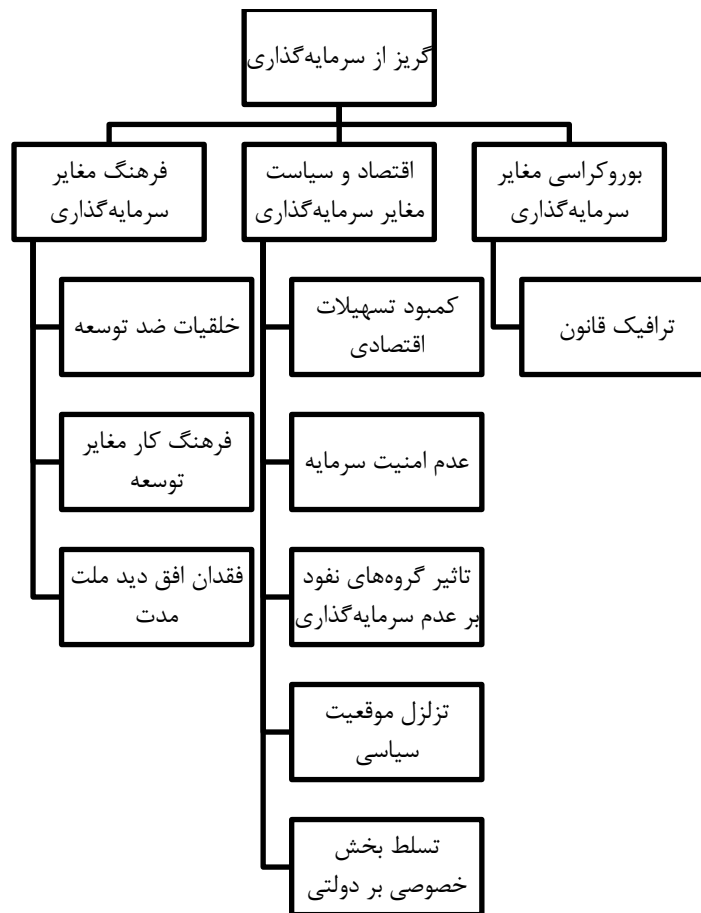 گریز از سرمایه‌گذاری
بوروکراسی مغایر
سرمایه‌گذاری
ترافیک قانون
اقتصاد و سیاست
مغایر سرمایه‌گذاری
کمبود تسهیلات
اقتصادی
عدم امنیت سرمایه
تاثیر گروه‌های نفود
بر عدم سرمایه‌گذاری
تزلزل موقعیت
سیاسی
تسلط بخش
خصوصی بر دولتی
فرهنگ مغایر
سرمایه‌گذاری
خلقیات ضد توسعه
فرهنگ کار مغایر
توسعه
فقدان افق دید ملت
مدت